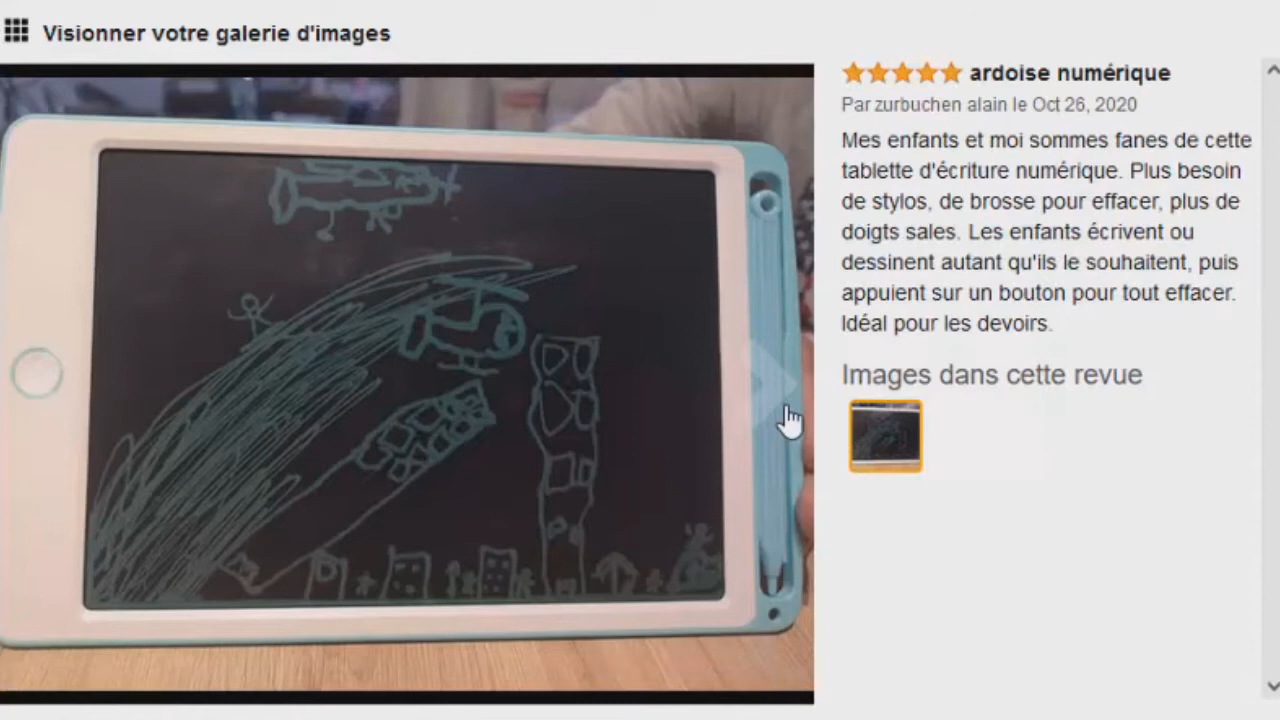 Visionner votre galerie d'images
ardoise numérique
Par zurbuchen alain le Oct 26, 2020
Mes enfants et moi sommes fanes de cette
tablette d'écriture numérique. Plus besoin
de stylos, de brosse pour effacer, plus de
doigts sales. Les enfants écrivent ou
dessinent autant qu'ils le souhaitent, puis
appuient sur un bouton pour tout effacer.
Idéal pour les devoirs.
Images dans cette revue